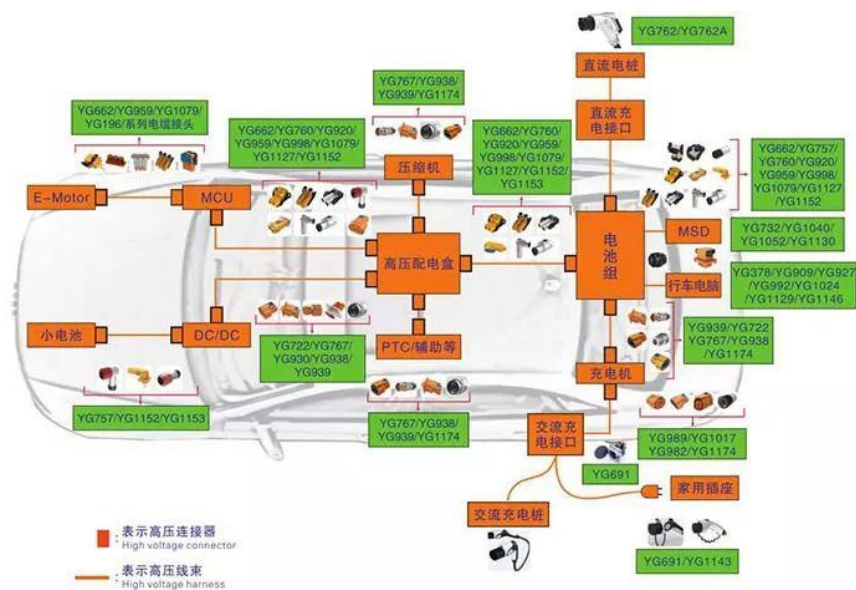 YG762/YG762A
直流电桩
直流充
电接口
YG767/YG938/
YG939/YG1174
YG662/YG959/YG1079/
YG196/系列电缆接头
YG662/YG760/YG920/
YG959/YG998/YG1079/
YG1127/YG1152
YG662/YG760/
YG920/YG959/
YG998/YG1079/
YG1127/YG1152/
YG1153
YG662/YG757/
YG760/YG920/
YG959/YG998/
YG1079/YG1127
/YG1152
E-Motor
MCU
压缩机
高压配电盒
电池组
MSD
YG732/YG1040/
YG1052/YG1130
行车电脑
YG378/YG909/YG927
/YG992/YG1024
/YG1129/YG1146
小电池
DC/DC
PTC/辅助等
YG722/YG767/
YG930/YG938/
YG939
充电机
YG939/YG722
YG767/YG938
/YG1174
YG757/YG1152/YG1153
YG767/YG938/
YG939/YG1174
交流充
电接口
YG691
YG989/YG1017
YG982/YG1174
家用插座
交流充电桩
YG691/YG1143
:表示高压连接器
High voltage connector
:表示高压线束
High voltage harness